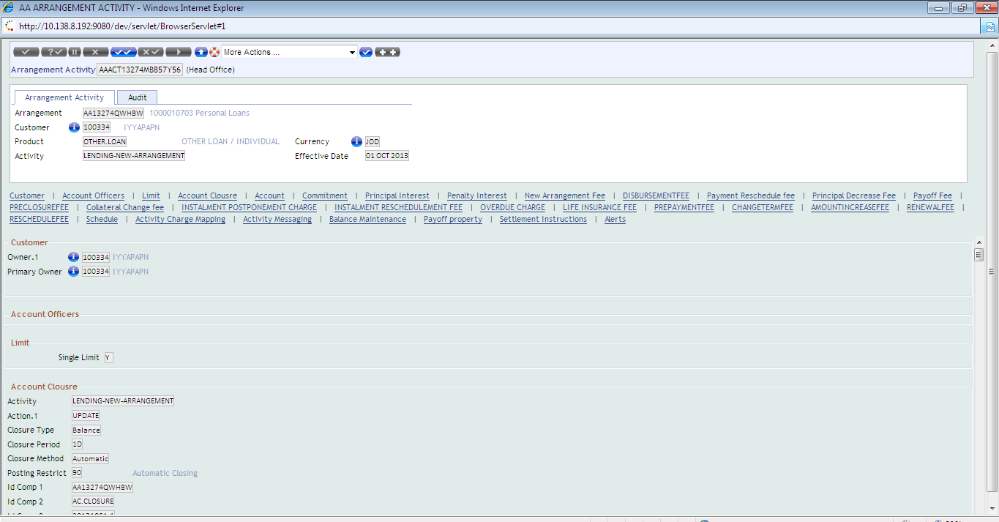 AA ARRANGEMENT ACTIVITY - Windows Internet Explorer
http://10.138.8.192:9080/dev/servlet/BrowserServlet#1
More Actions ...
Arrangement Activity AAACT13274MBB57Y56 (Head Office)
Arrangement Activity Audit
Arrangement AA13274QWHBW 1000010703 Personal Loans
Customer 100334 IYYAPAPN
Product OTHER.LOAN OTHER LOAN / INDIVIDUAL Currency JOD
Activity LENDING-NEW-ARRANGEMENT Effective Date 01 OCT 2013
Customer | Account Officers | Limit | Account Clousre | Account | Commitment | Principal Interest | Penalty Interest | New Arrangement Fee | DISBURSEMENTFEE | Payment Reschedule fee | Principal Decrease Fee | Payoff Fee |
PRECLOSUREFEE | Collateral Change fee | INSTALMENT POSTPONEMENT CHARGE | INSTALMENT RESCHEDULEMENT FEE | OVERDUE CHARGE | LIFE INSURANCE FEE | PREPAYMENTFEE | CHANGETERMFEE | AMOUNTINCREASEFEE | RENEWALFEE |
RESCHEDULEFEE | Schedule | Activity Charge Mapping | Activity Messaging | Balance Maintenance | Payoff property | Settlement Instructions | Alerts
Customer
Owner.1 100334 IYYAPAPN
Primary Owner 100334 IYYAPAPN
Account Officers
Limit
Single Limit Y
Account Clousre
Activity LENDING-NEW-ARRANGEMENT
Action.1 UPDATE
Closure Type Balance
Closure Period 1D
Closure Method Automatic
Posting Restrict 90 Automatic Closing
Id Comp 1 AA13274QWHBW
Id Comp 2 AC.CLOSURE